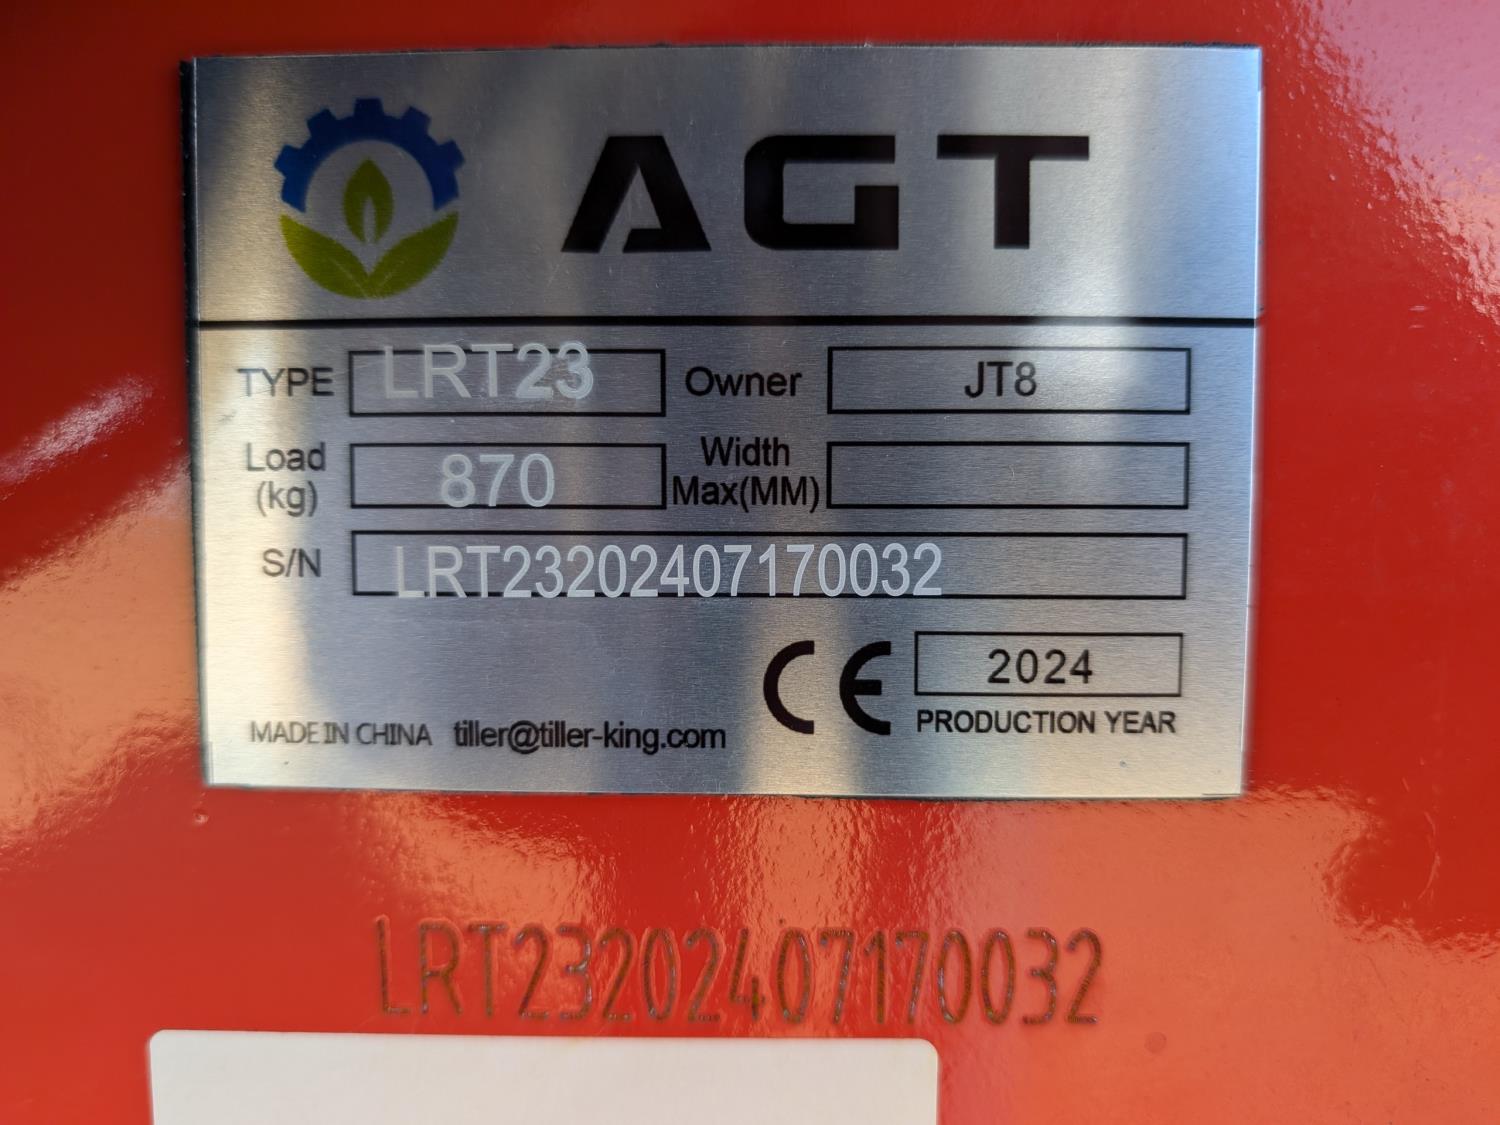 AGT
TYPE LRT23 Owner JT8
Load (kg) 870 Width Max(MM)
S/N LRT23202407170032
CE 2024
PRODUCTION YEAR
MADE IN CHINA tiller@tiller-king.com
LRT23202407170032